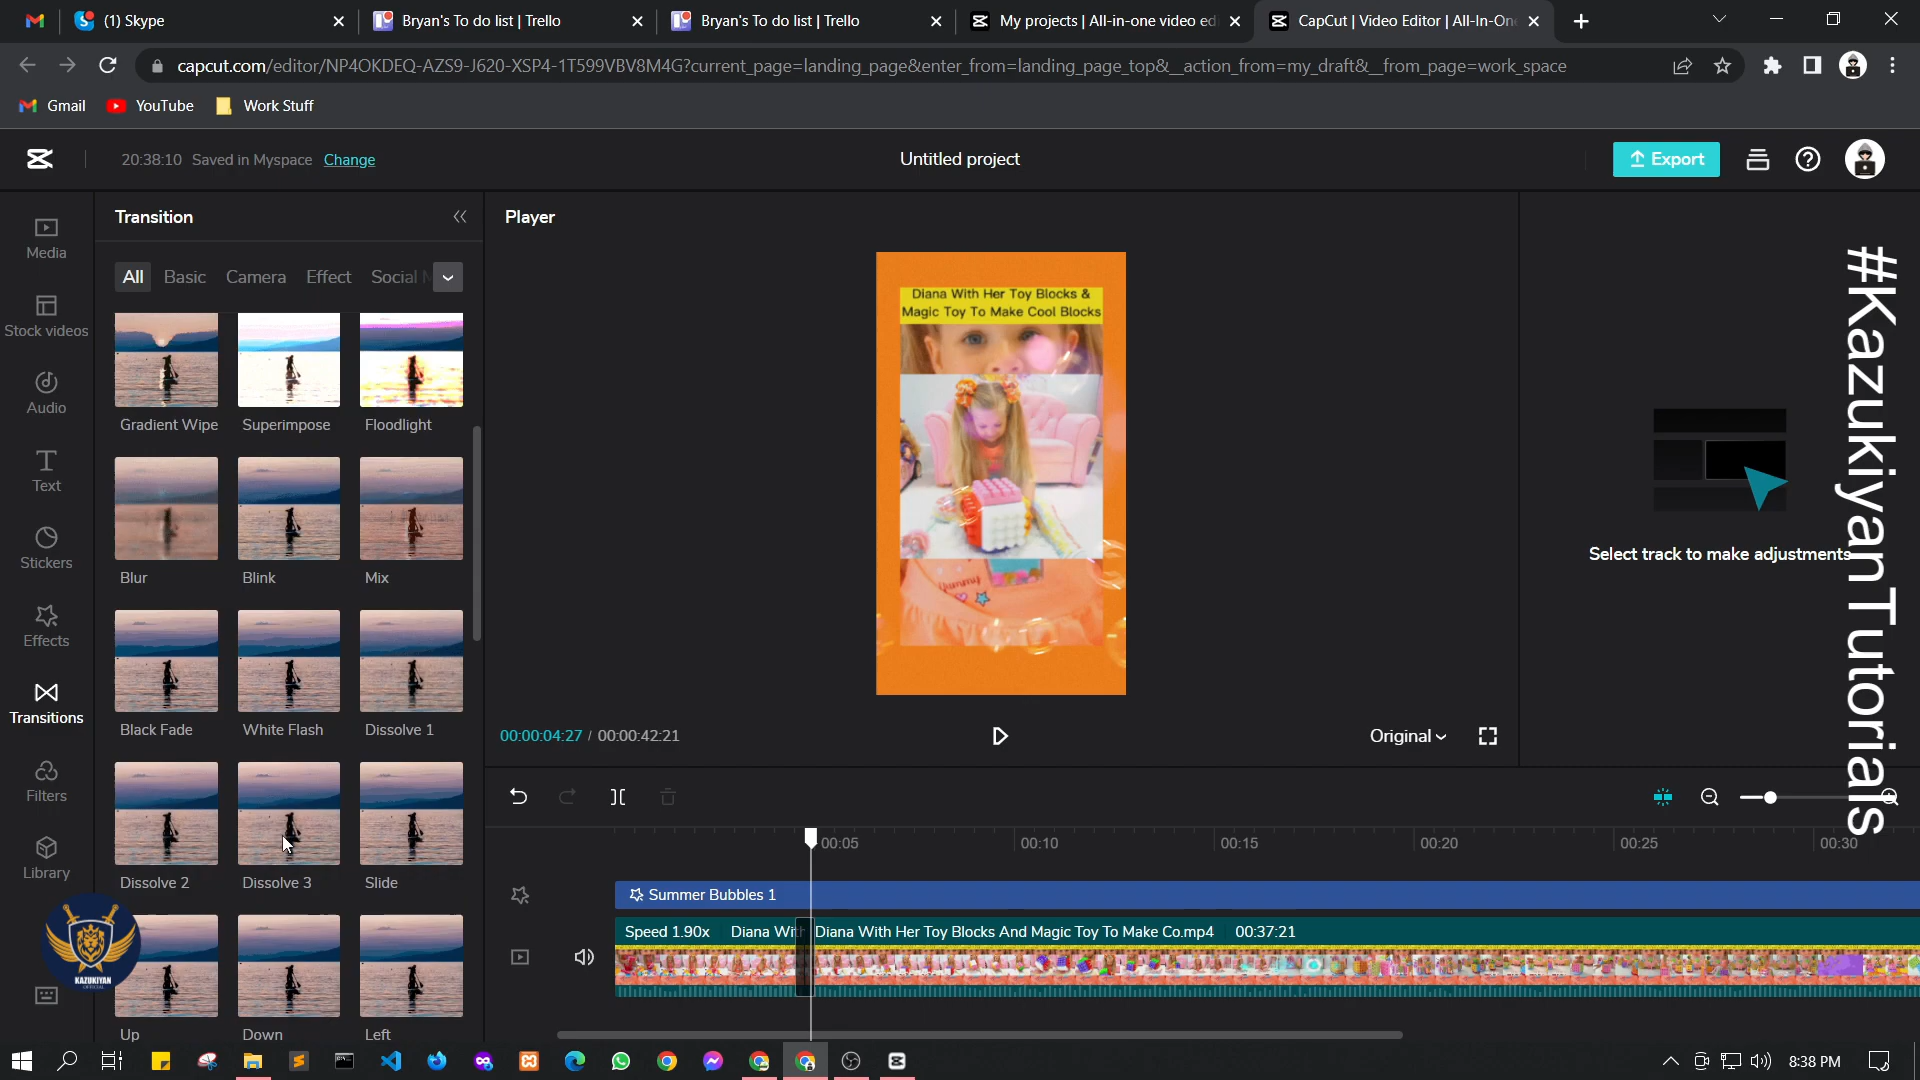 (1) Skype
Bryan's To do list | Trello
Bryan's To do list | Trello
My projects | All-in-one video ed
CapCut | Video Editor | All-In-On
capcut.com/editor/NP4OKDEQ-AZS9-J620-XSP4-1T599VBV8M4G?current_page=landing_page&enter_from=landing_page_top&__action_from=my_draft&__from_page=work_space
Gmail
YouTube
Work Stuff
20:38:10 Saved in Myspace Change
Untitled project
Export
Media
Stock videos
Audio
Text
Stickers
Effects
Transitions
Filters
Library
KAZUKIYAN
Transition
All Basic Camera Effect Social
Gradient Wipe Superimpose Floodlight
Blur Blink Mix
Black Fade White Flash Dissolve 1
Dissolve 2 Dissolve 3 Slide
Up Down Left
Player
Diana With Her Toy Blocks &
Magic Toy To Make Cool Blocks
00:00:04:27 / 00:00:42:21
Original
Select track to make adjustments
#KazukiyanTutorials
00:05 00:10 00:15 00:20 00:25 00:30
Summer Bubbles 1
Speed 1.90x Diana With Diana With Her Toy Blocks And Magic Toy To Make Co.mp4 00:37:21
8:38 PM